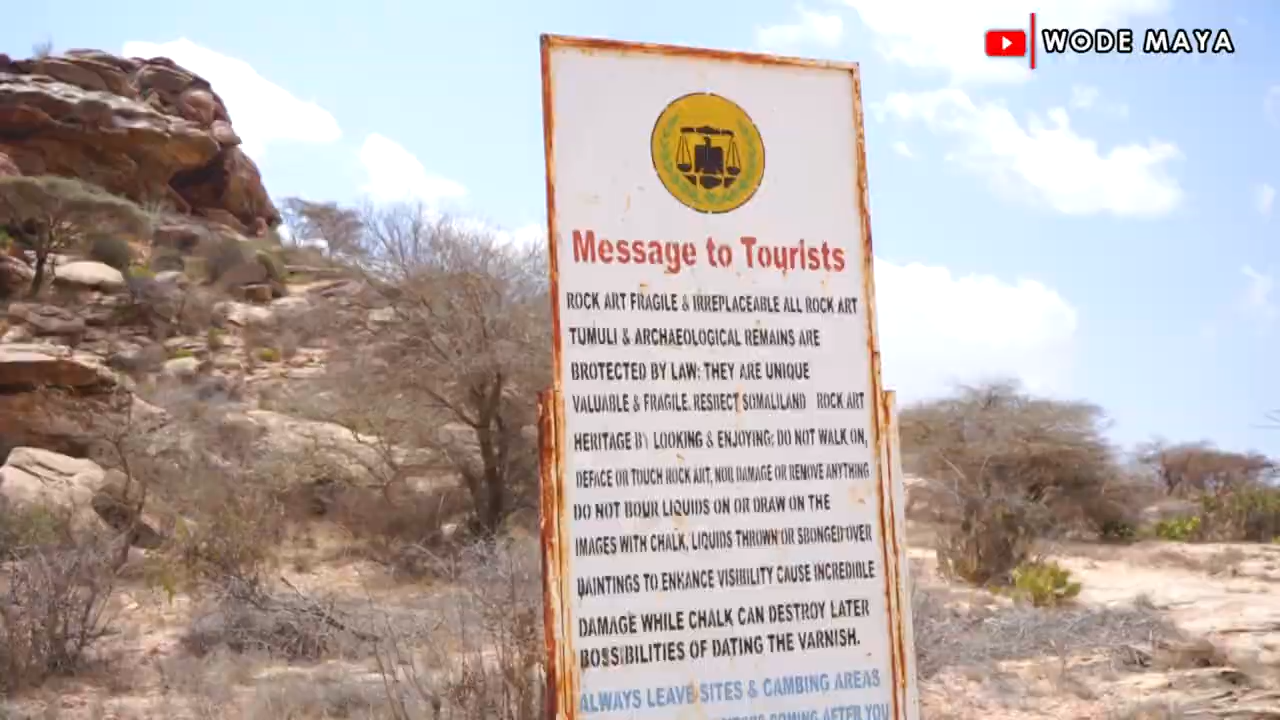 WODE MAYA
Message to Tourists
ROCK ART FRAGILE & IRREPLACEABLE ALL ROCK ART
TUMULI & ARCHAEOLOGICAL REMAINS ARE
BROTECTED BY LAW: THEY ARE UNIQUE
VALUABLE & FRAGILE. RESBECT SOMALILAND ROCK ART
HERITAGE BY LOOKING & ENJOYING: DO NOT WALK ON,
DEFACE OR TOUCH ROCK ART, NOR DAMAGE OR REMOVE ANYTHING
DO NOT BOUR LIQUIDS ON OR DRAW ON THE
IMAGES WITH CHALK, LIQUIDS THROWN OR SBONGED OVER
BAINTINGS TO ENHANCE VISIBILITY CAUSE INCREDIBLE
DAMAGE WHILE CHALK CAN DESTROY LATER
BOSSIBILITIES OF DATING THE VARNISH.
ALWAYS LEAVE SITES & CAMBING AREAS
COMING AFTER YOU